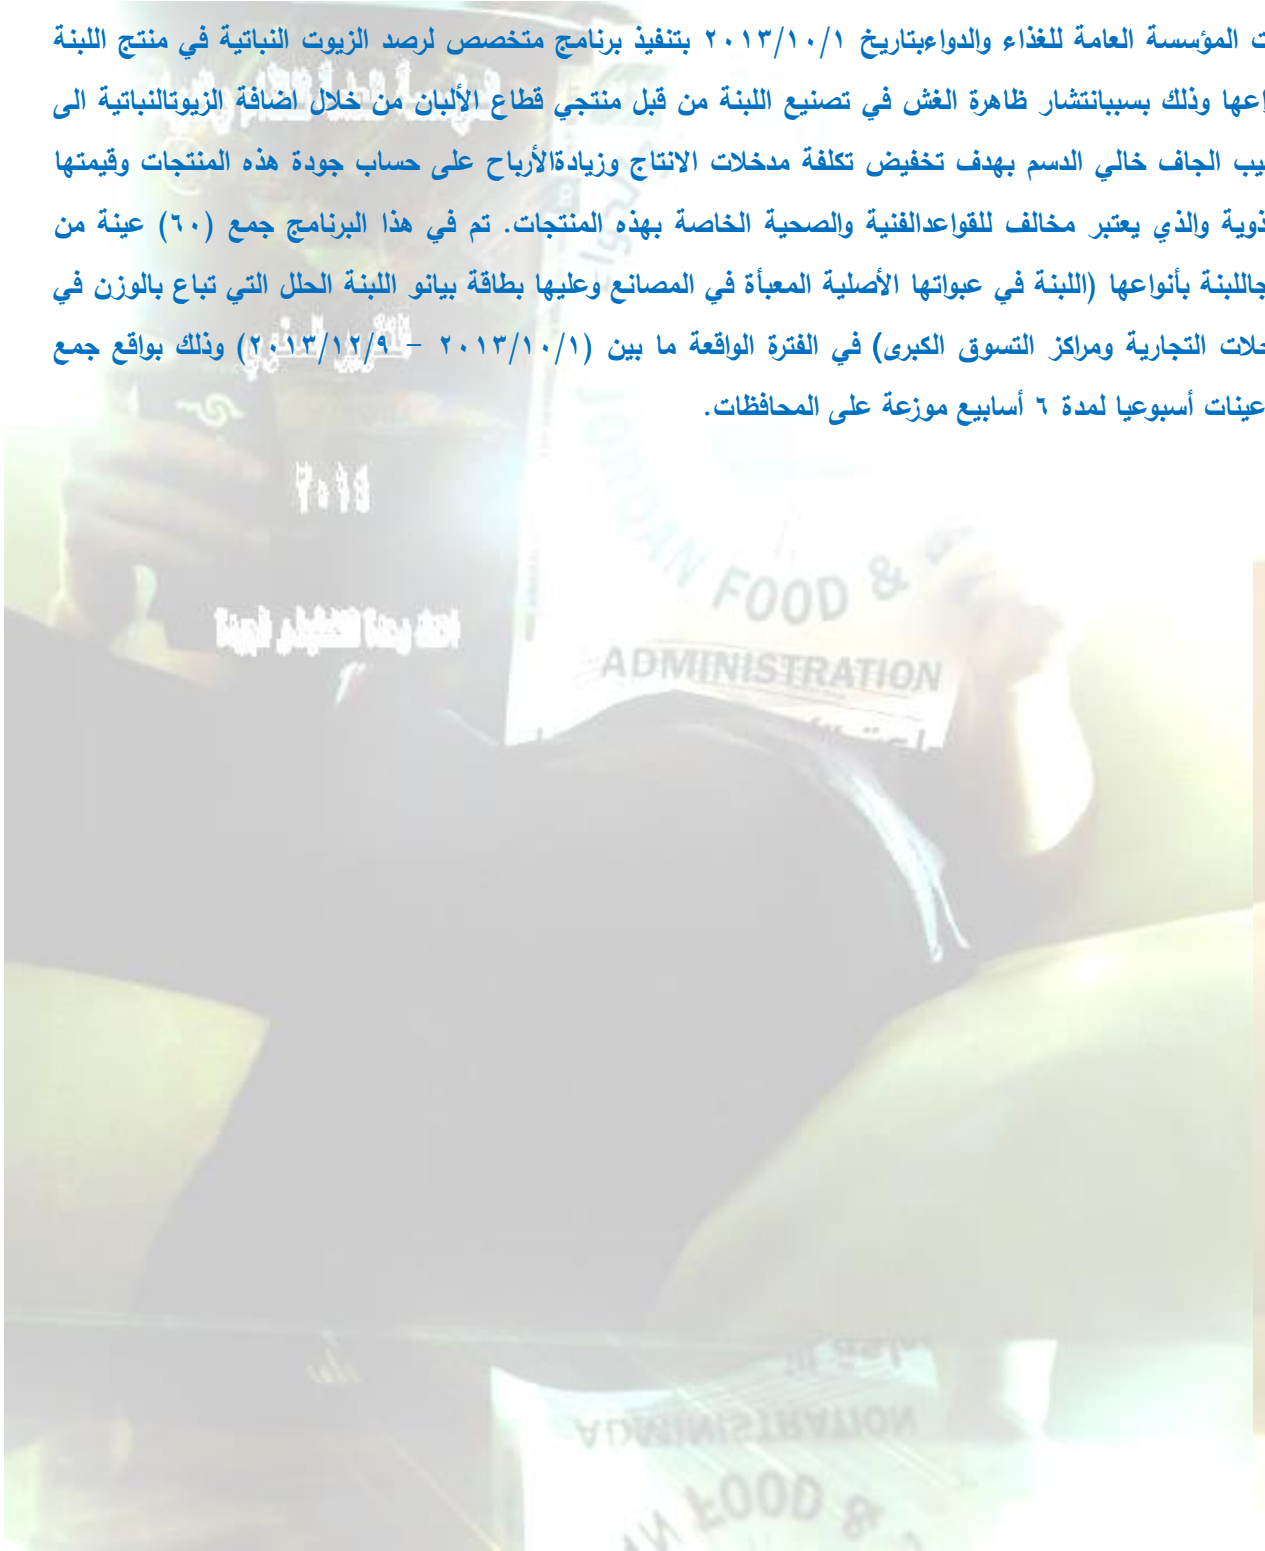 ت المؤسسة العامة للغذاء والدواءبتاريخ ٢٠١٣/١٠/١ بتنفيذ برنامج متخصص لرصد الزيوت النباتية في منتج اللبنة
اعها وذلك بسببانتشار ظاهرة الغش في تصنيع اللبنة من قبل منتجي قطاع الألبان من خلال اضافة الزيوتالنباتية الى
يب الجاف خالي الدسم بهدف تخفيض تكلفة مدخلات الانتاج وزيادةالأرباح على حساب جودة هذه المنتجات وقيمتها
ذوية والذي يعتبر مخالف للقواعدالفنية والصحية الخاصة بهذه المنتجات. تم في هذا البرنامج جمع (٦٠) عينة من
جاللبنة بأنواعها (اللبنة في عبواتها الأصلية المعبأة في المصانع وعليها بطاقة بيانو اللبنة الحلل التي تباع بالوزن في
حلات التجارية ومراكز التسوق الكبرى) في الفترة الواقعة ما بين (٢٠١٣/١٠/١ – ٢٠١٣/١٢/٩) وذلك بواقع جمع
عينات أسبوعيا لمدة ٦ أسابيع موزعة على المحافظات.
التقرير السنوي
٢٠١٤
JORDAN FOOD &
ADMINISTRATION
ADMINISTRATION
FOOD &